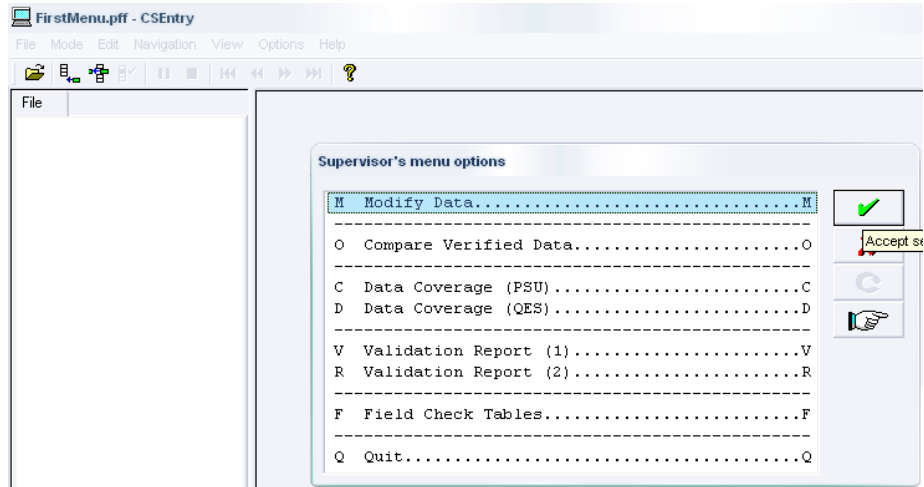 FirstMenu.pff - CSEntry
File Mode Edit Navigation View Options Help
File
Supervisor's menu options
M Modify Data................................M
------------------------------------------------
O Compare Verified Data.......................O
------------------------------------------------
C Data Coverage (PSU).........................C
D Data Coverage (QES).........................D
------------------------------------------------
V Validation Report (1).......................V
R Validation Report (2).......................R
------------------------------------------------
F Field Check Tables..........................F
------------------------------------------------
Q Quit........................................Q
Accept se